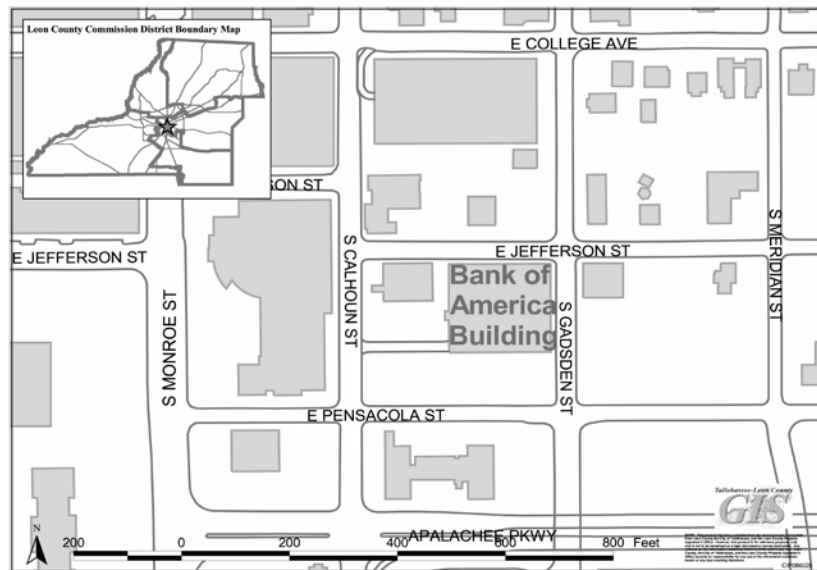 Leon County Commission District Boundary Map
E COLLEGE AVE
SON ST
E JEFFERSON ST
E JEFFERSON ST
S MONROE ST
S CALHOUN ST
Bank of
America
Building
S GADSDEN ST
S MERIDIAN ST
E PENSACOLA ST
APALACHEE PKWY
Tallahassee-Leon County
GIS
N
200 0 200 400 600 800 Feet